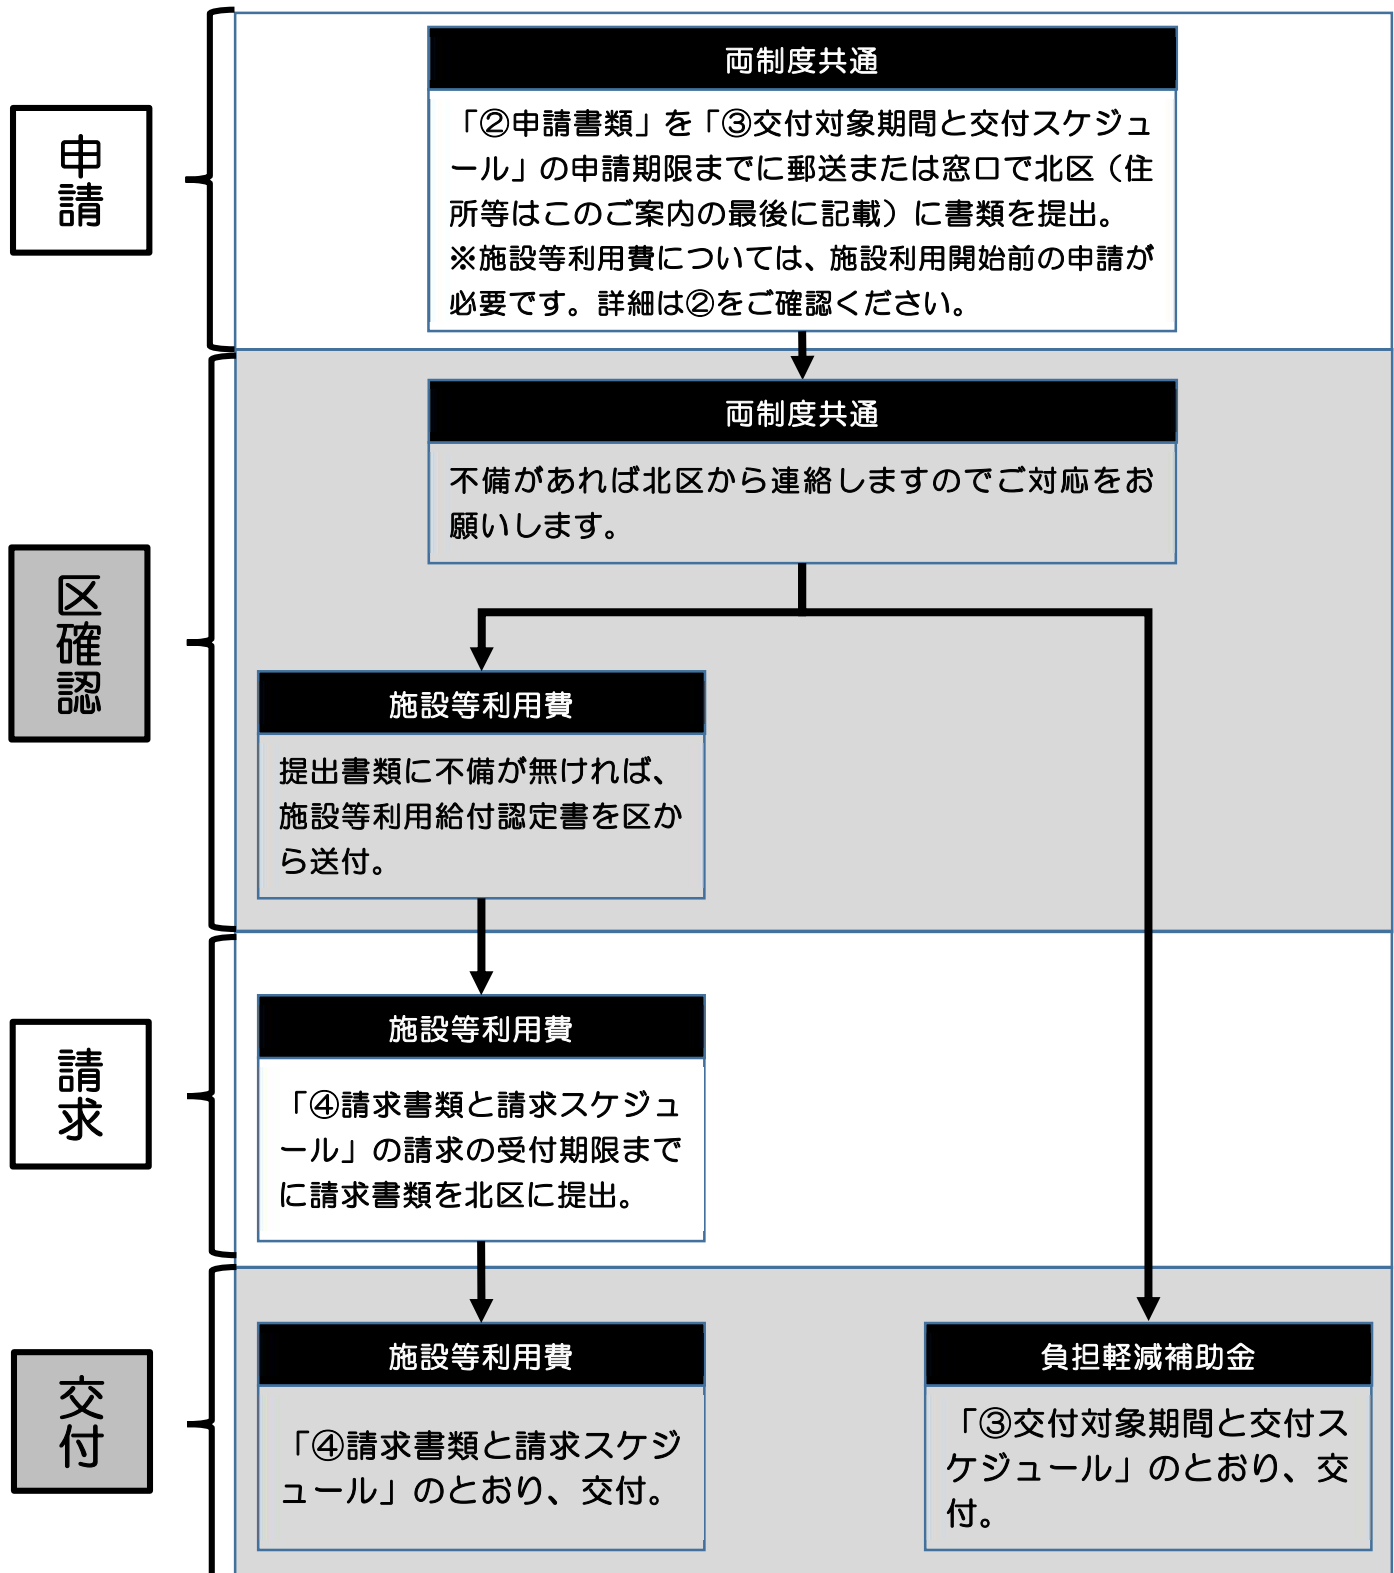 申請
両制度共通
「②申請書類」を「③交付対象期間と交付スケジュ
ール」の申請期限までに郵送または窓口で北区（住
所等はこのご案内の最後に記載）に書類を提出。
※施設等利用費については、施設利用開始前の申請が
必要です。詳細は②をご確認ください。
区確認
両制度共通
不備があれば北区から連絡しますのでご対応をお
願いします。
施設等利用費
提出書類に不備が無ければ、
施設等利用給付認定書を区か
ら送付。
請求
施設等利用費
「④請求書類と請求スケジュ
ール」の請求の受付期限まで
に請求書類を北区に提出。
交付
施設等利用費
「④請求書類と請求スケジ
ュール」のとおり、交付。
負担軽減補助金
「③交付対象期間と交付ス
ケジュール」のとおり、交
付。